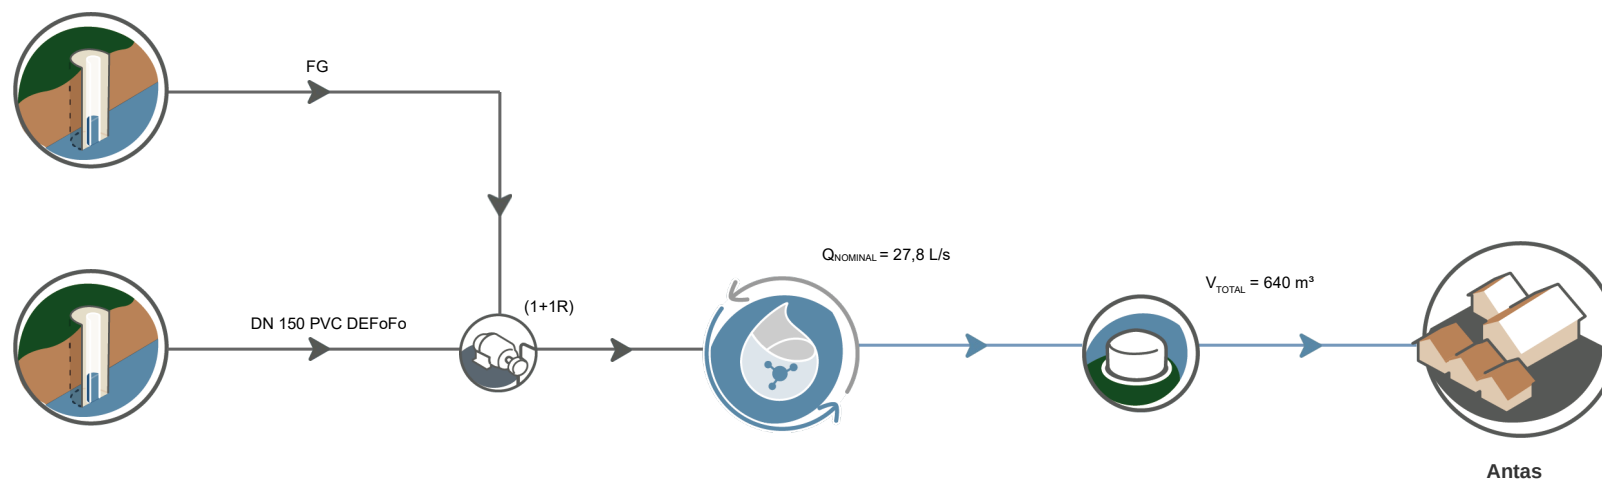 FG
DN 150 PVC DEFoFo
(1+1R)
QNOMINAL = 27,8 L/s
VTOTAL = 640 m³
Antas